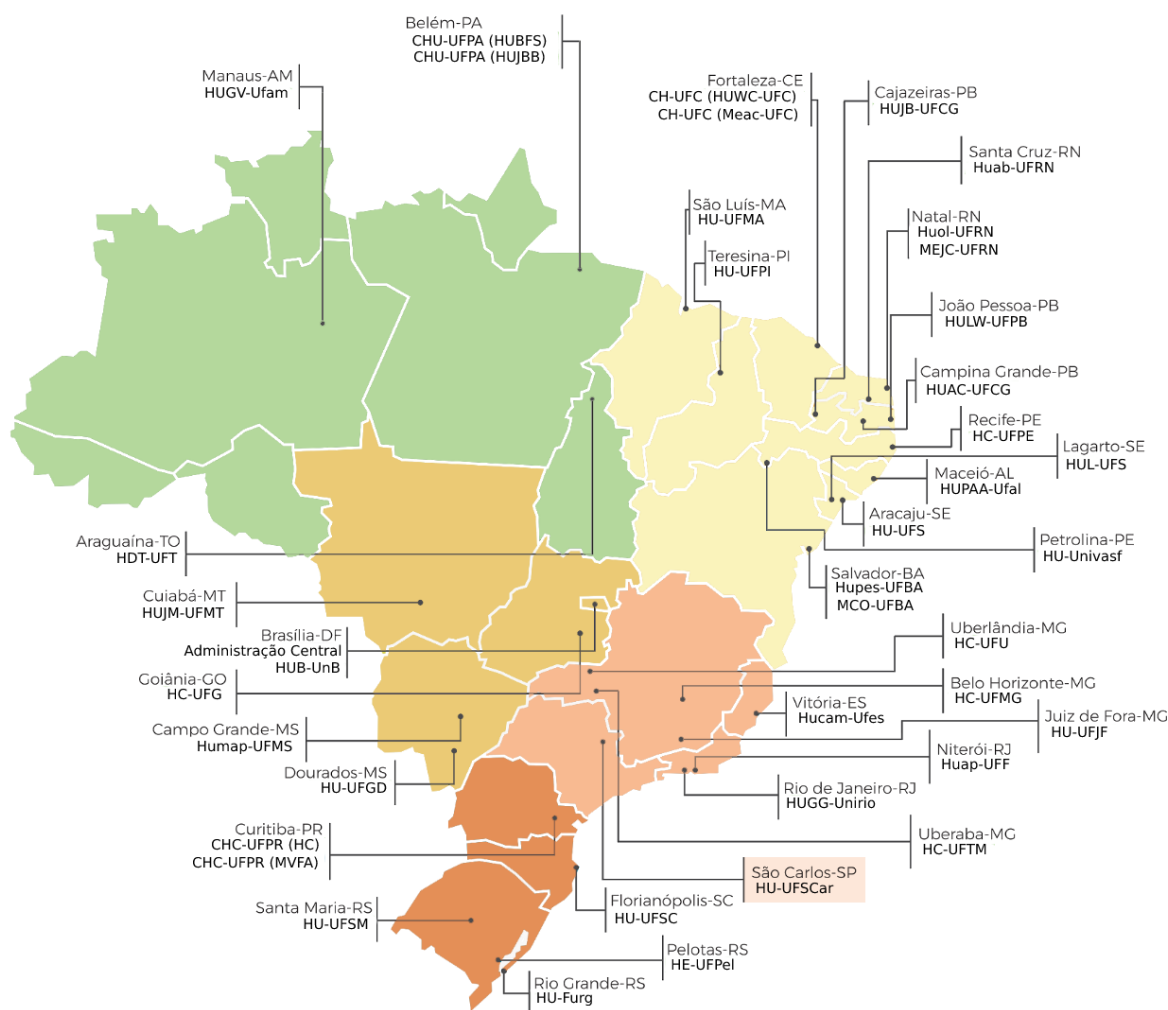 Belém-PA
CHU-UFPA (HUBFS)
CHU-UFPA (HUJBB)
Manaus-AM
HUGV-Ufam
Fortaleza-CE
CH-UFC (HUWC-UFC)
CH-UFC (Meac-UFC)
Cajazeiras-PB
HUJB-UFCG
Santa Cruz-RN
Huab-UFRN
São Luís-MA
HU-UFMA
Natal-RN
Huol-UFRN
MEJC-UFRN
Teresina-PI
HU-UFPI
João Pessoa-PB
HULW-UFPB
Campina Grande-PB
HUAC-UFCG
Recife-PE
HC-UFPE
Lagarto-SE
HUL-UFS
Maceió-AL
HUPAA-Ufal
Aracaju-SE
HU-UFS
Araguaína-TO
HDT-UFT
Petrolina-PE
HU-Univasf
Salvador-BA
Hupes-UFBA
MCO-UFBA
Cuiabá-MT
HUJM-UFMT
Brasília-DF
Administração Central
HUB-UnB
Uberlândia-MG
HC-UFU
Goiânia-GO
HC-UFG
Belo Horizonte-MG
HC-UFMG
Vitória-ES
Hucam-Ufes
Juiz de Fora-MG
HU-UFJF
Campo Grande-MS
Humap-UFMS
Niterói-RJ
Huap-UFF
Dourados-MS
HU-UFGD
Rio de Janeiro-RJ
HUGG-Unirio
Curitiba-PR
CHC-UFPR (HC)
CHC-UFPR (MVFA)
Uberaba-MG
HC-UFTM
São Carlos-SP
HU-UFSCar
Florianópolis-SC
HU-UFSC
Santa Maria-RS
HU-UFSM
Pelotas-RS
HE-UFPel
Rio Grande-RS
HU-Furg